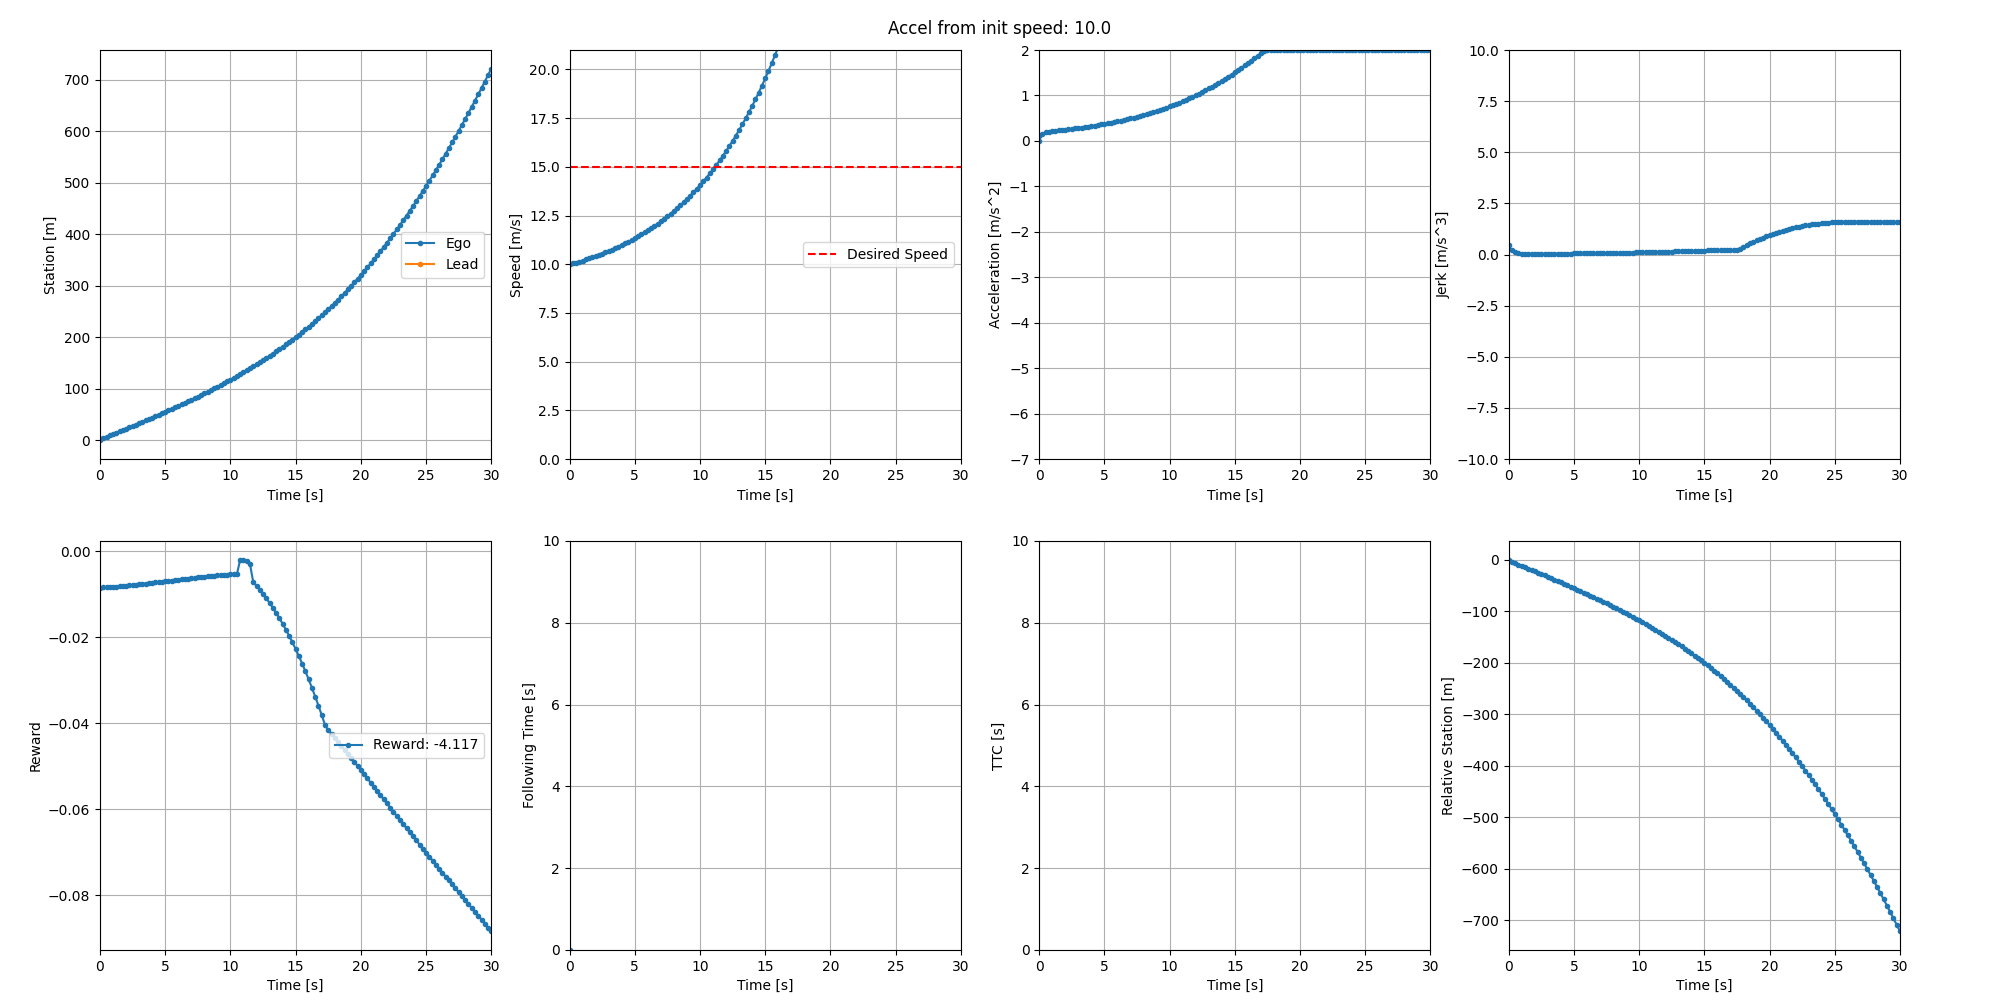 Accel from init speed: 10.0
Station [m]
700
600
500
400
300
200
100
0
Ego
Lead
0 5 10 15 20 25 30
Time [s]
Speed [m/s]
20.0
17.5
15.0
12.5
10.0
7.5
5.0
2.5
0.0
Desired Speed
0 5 10 15 20 25 30
Time [s]
Acceleration [m/s^2]
2
1
0
−1
−2
−3
−4
−5
−6
−7
0 5 10 15 20 25 30
Time [s]
Jerk [m/s^3]
10.0
7.5
5.0
2.5
0.0
−2.5
−5.0
−7.5
−10.0
0 5 10 15 20 25 30
Time [s]
Reward
0.00
−0.02
−0.04
−0.06
−0.08
Reward: -4.117
0 5 10 15 20 25 30
Time [s]
Following Time [s]
10
8
6
4
2
0
0 5 10 15 20 25 30
Time [s]
TTC [s]
10
8
6
4
2
0
0 5 10 15 20 25 30
Time [s]
Relative Station [m]
0
−100
−200
−300
−400
−500
−600
−700
0 5 10 15 20 25 30
Time [s]